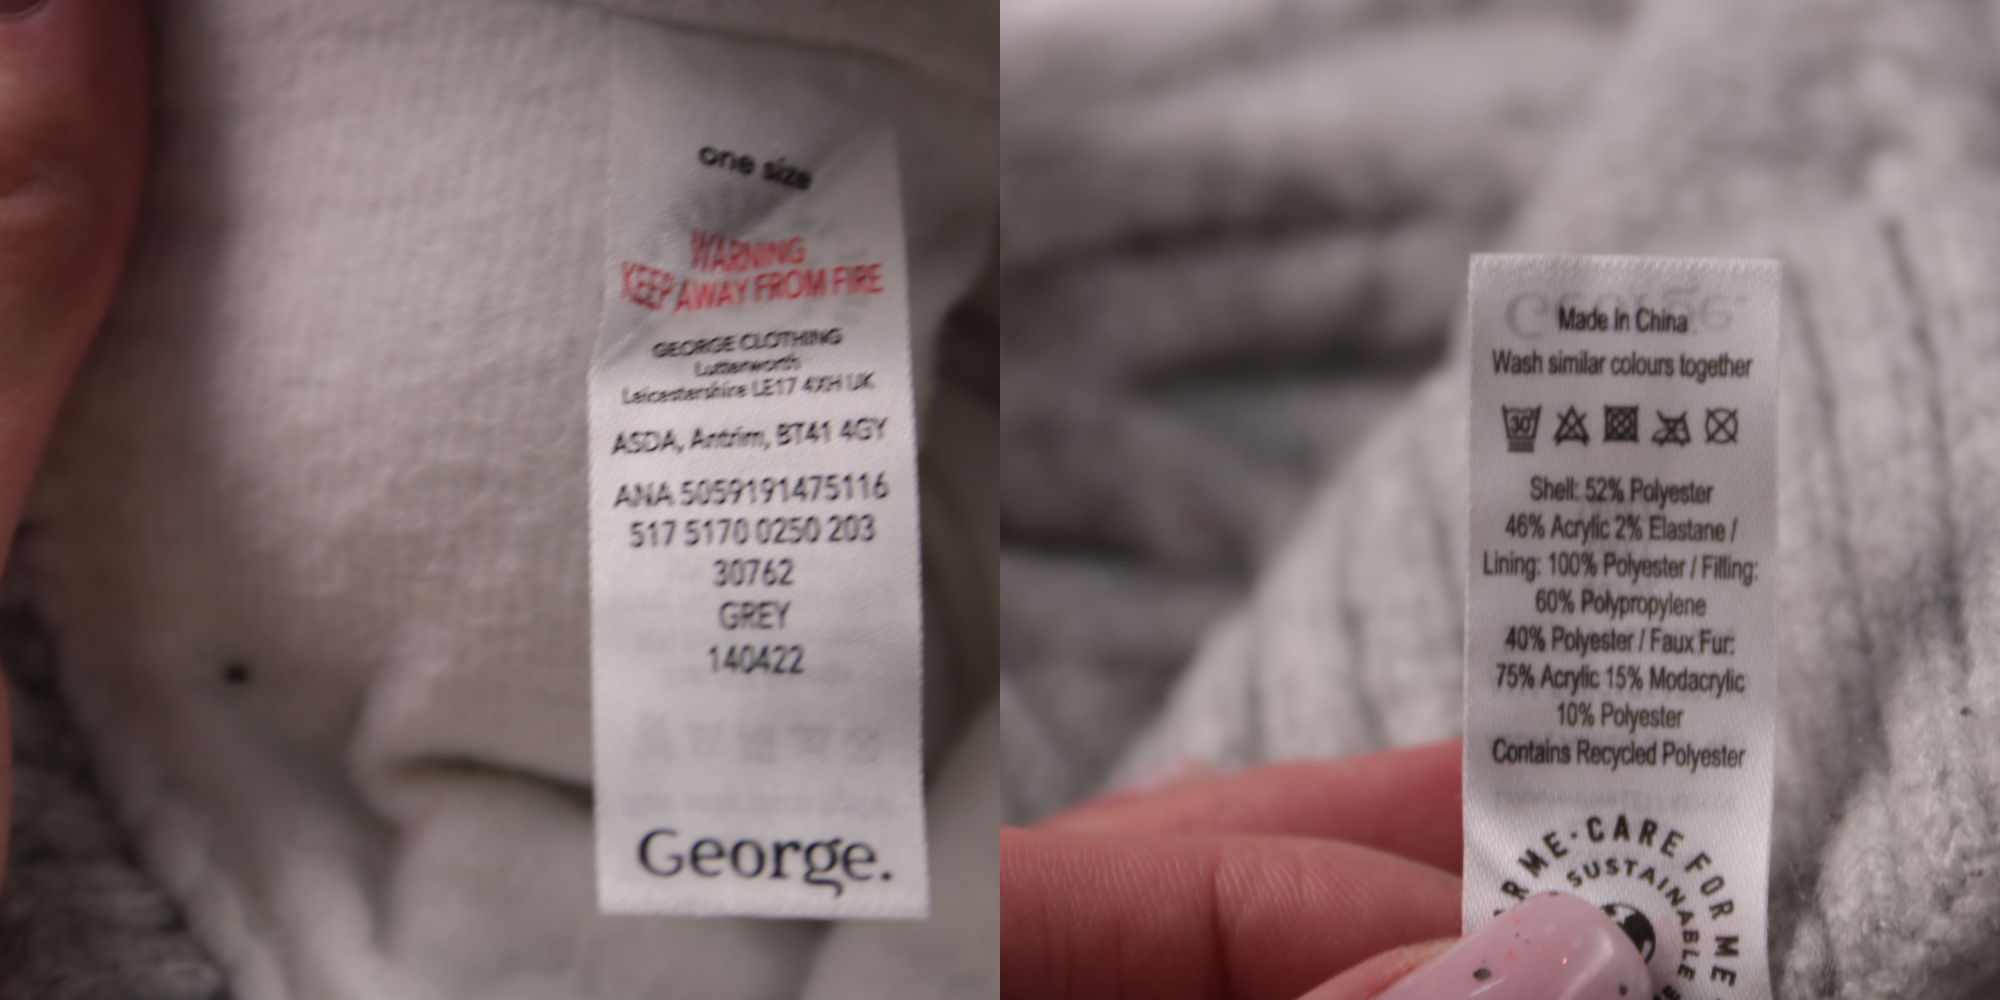 one size
WARNING
KEEP AWAY FROM FIRE
GEORGE CLOTHING
Lutterworth
Leicestershire LE17 4XH UK
ASDA, Antrim, BT41 4GY
ANA 5059191475116
517 5170 0250 203
30762
GREY
140422
George.
Made In China
Wash similar colours together
30
Shell: 52% Polyester
46% Acrylic 2% Elastane /
Lining: 100% Polyester / Filling:
60% Polypropylene
40% Polyester / Faux Fur:
75% Acrylic 15% Modacrylic
10% Polyester
Contains Recycled Polyester
ME · CARE FOR ME
SUSTAINABLE